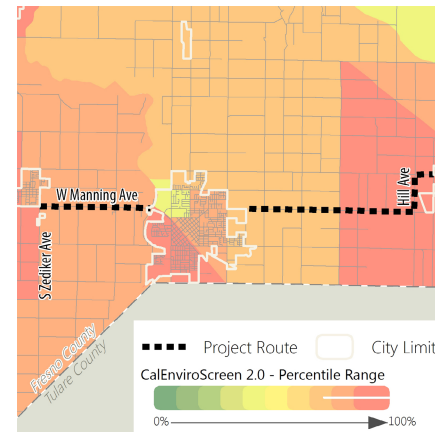 W Manning Ave
Hill Ave
S Zediker Ave
Fresno County
Tulare County
Project Route City Limit
CalEnviroScreen 2.0 - Percentile Range
0% 100%